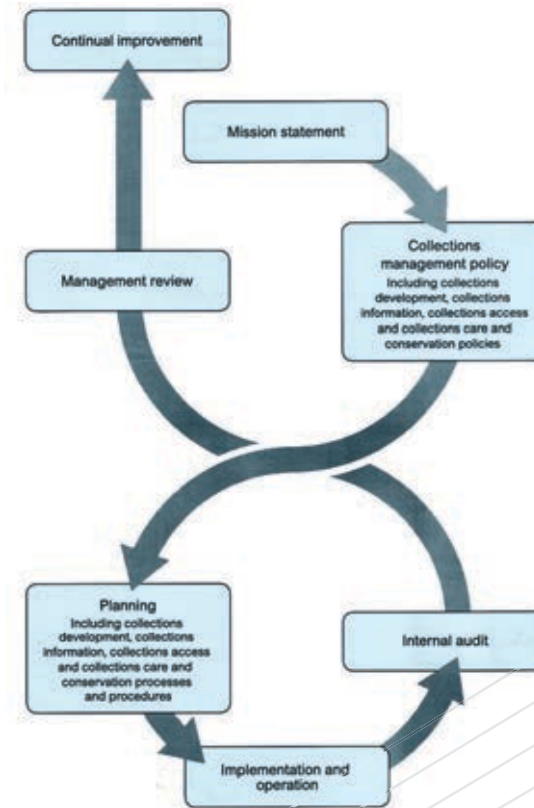 Continual improvement
Mission statement
Collections
management policy
Including collections
development, collections
information, collections access
and collections care and
conservation policies
Management review
Planning
Including collections
development, collections
information, collections access
and collections care and
conservation processes
and procedures
Internal audit
Implementation and
operation